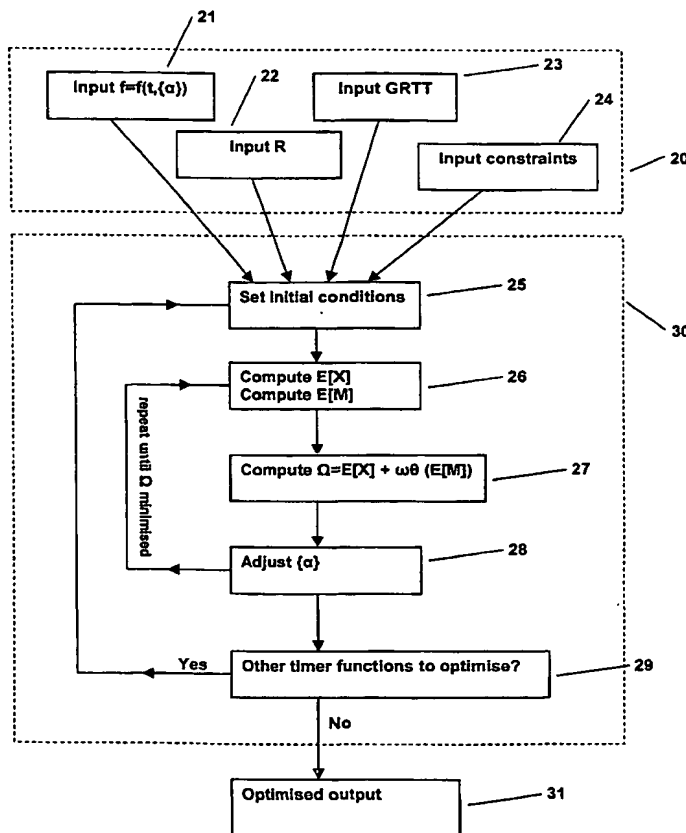 21
Input f=f(t,{α})
22
Input R
23
Input GRTT
24
Input constraints
20
Set initial conditions
25
30
Compute E[X]
Compute E[M]
26
repeat until Ω minimised
Compute Ω=E[X] + ωθ (E[M])
27
Adjust {α}
28
Yes
Other timer functions to optimise?
29
No
Optimised output
31